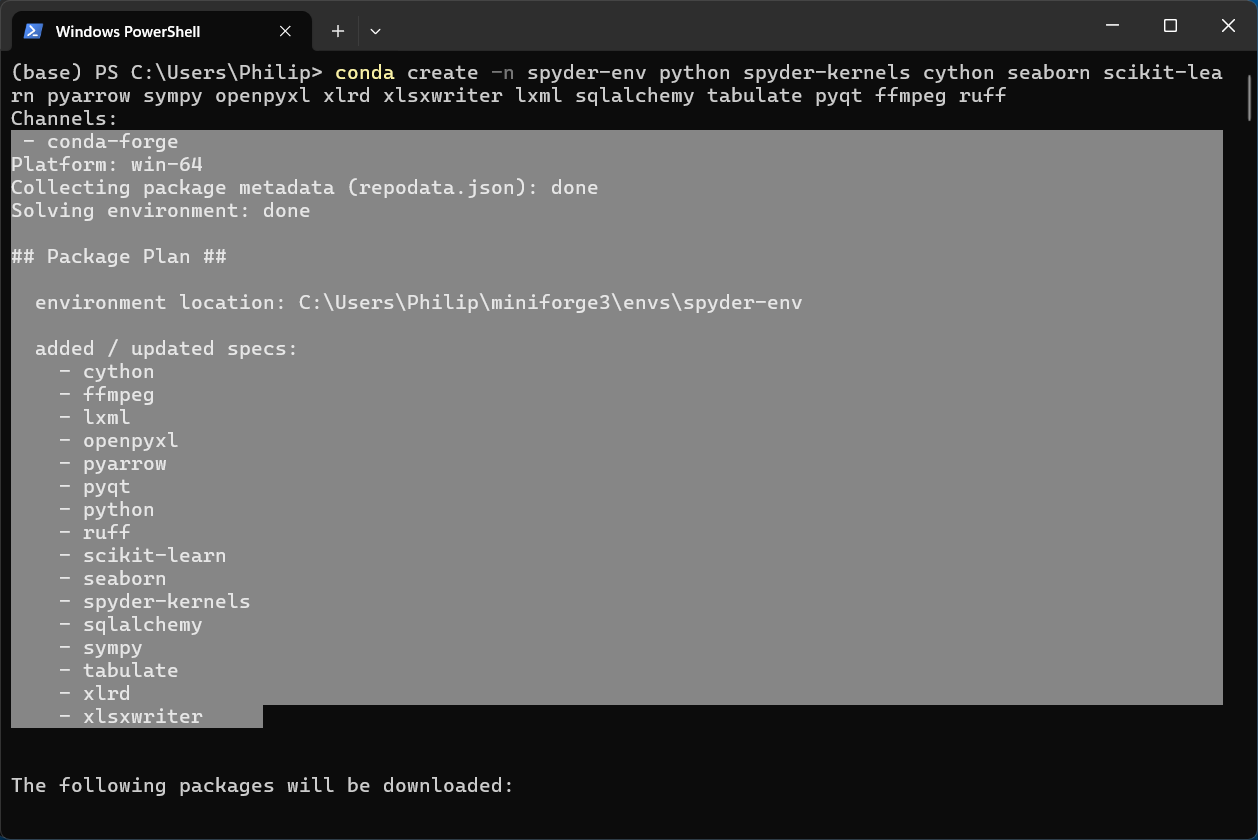 Windows PowerShell
(base) PS C:\Users\Philip> conda create -n spyder-env python spyder-kernels cython seaborn scikit-lea
rn pyarrow sympy openpyxl xlrd xlsxwriter lxml sqlalchemy tabulate pyqt ffmpeg ruff
Channels:
 - conda-forge
Platform: win-64
Collecting package metadata (repodata.json): done
Solving environment: done
## Package Plan ##
  environment location: C:\Users\Philip\miniforge3\envs\spyder-env
  added / updated specs:
    - cython
    - ffmpeg
    - lxml
    - openpyxl
    - pyarrow
    - pyqt
    - python
    - ruff
    - scikit-learn
    - seaborn
    - spyder-kernels
    - sqlalchemy
    - sympy
    - tabulate
    - xlrd
    - xlsxwriter
The following packages will be downloaded: